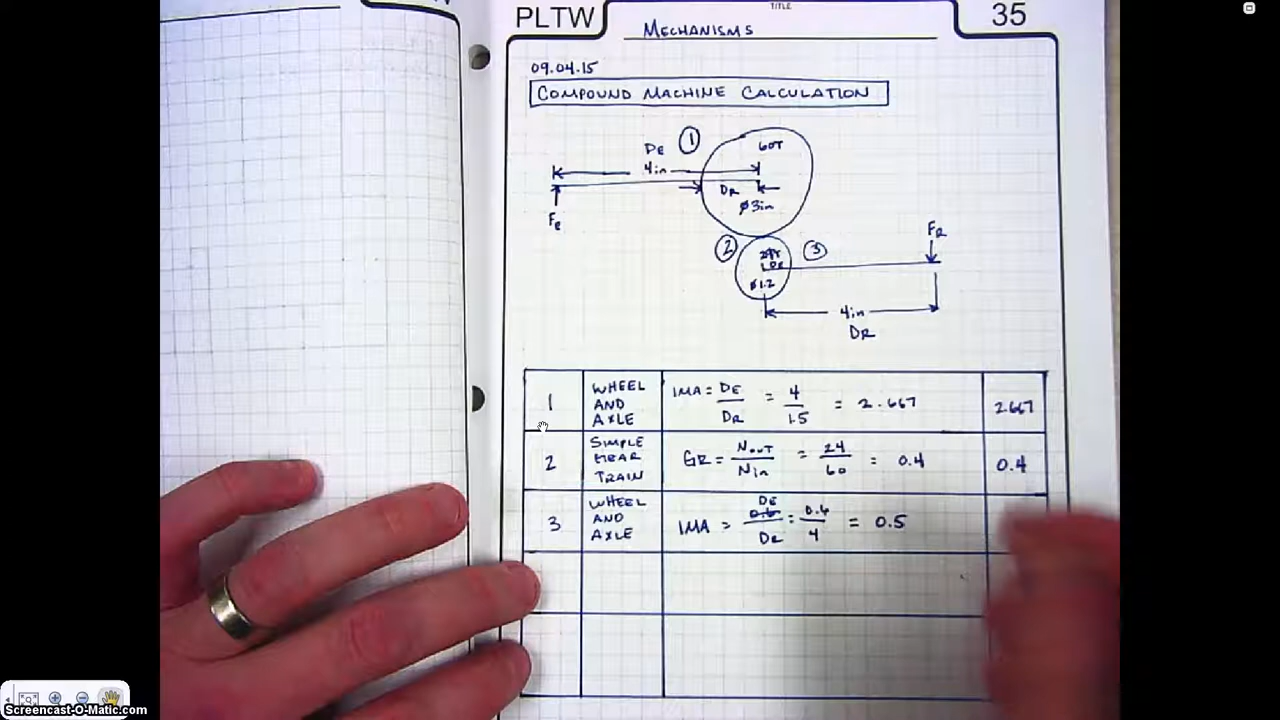 PLTW
TITLE
35
MECHANISMS
09.04.15
COMPOUND MACHINE CALCULATION
DE
1
4in
60T
DR
Ø3in
Fe
2
3
FR
DR
Ø1.2
4in
DR
1
WHEEL
AND
AXLE
IMA = DE / DR = 4 / 1.5 = 2.667
2.667
2
SIMPLE
GEAR
TRAIN
GR = NOUT / NIN = 24 / 60 = 0.4
0.4
3
WHEEL
AND
AXLE
IMA = DE / DR = 0.6 / 4 = 0.5
Screencast-O-Matic.com